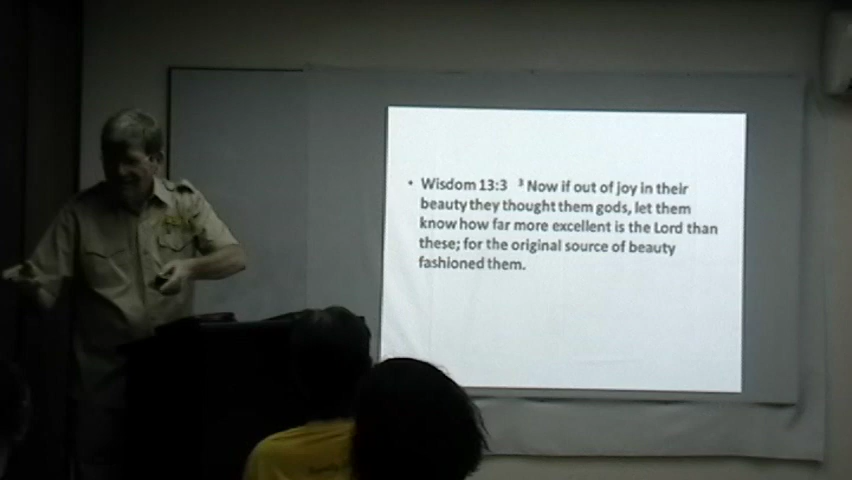 • Wisdom 13:3 ³ Now if out of joy in their
beauty they thought them gods, let them
know how far more excellent is the Lord than
these; for the original source of beauty
fashioned them.